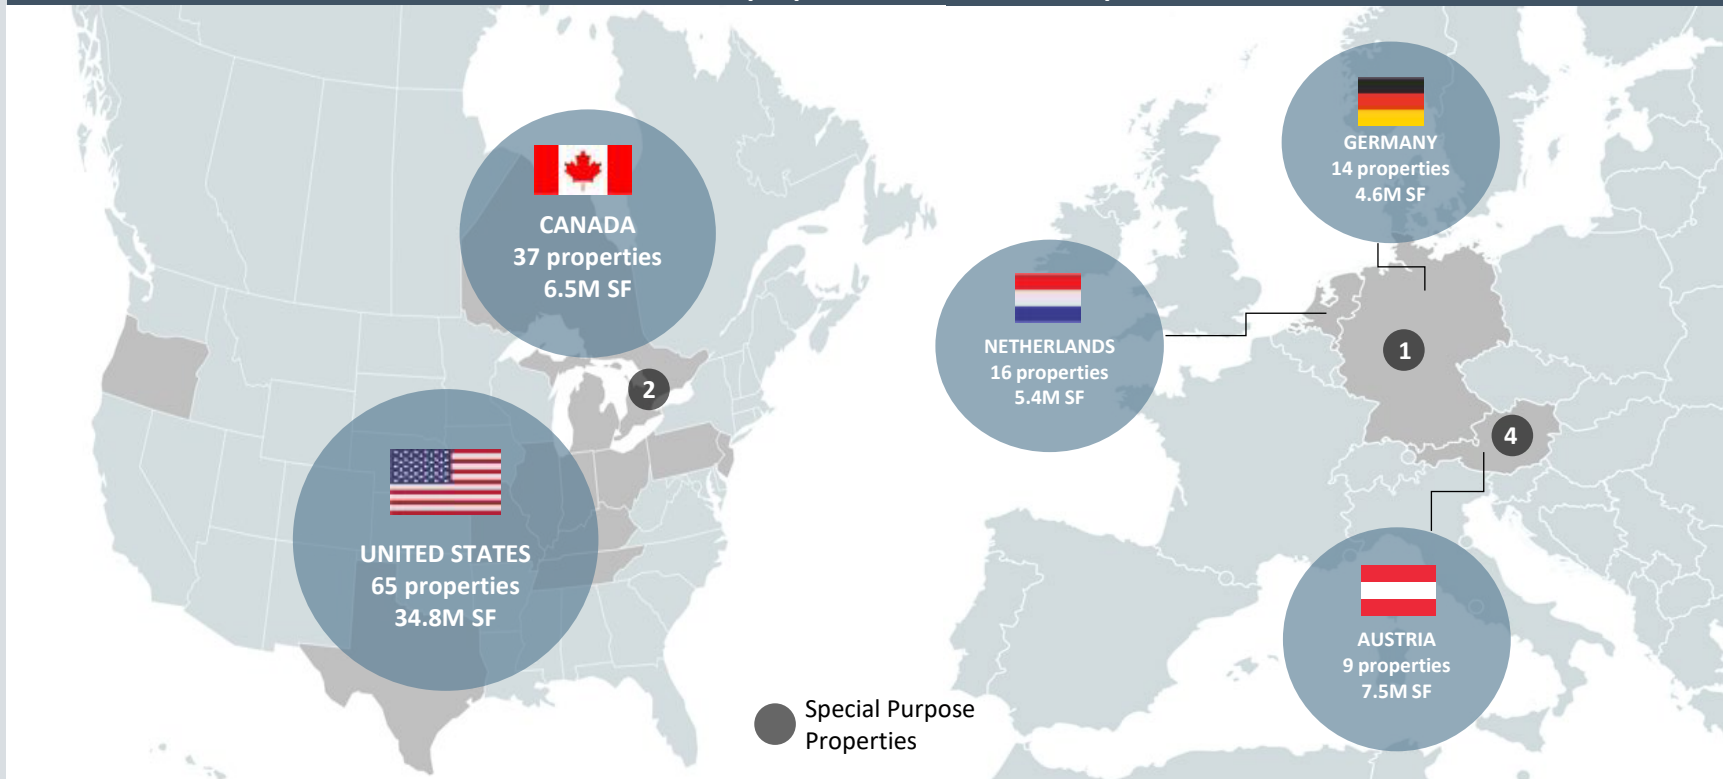 CANADA
37 properties
6.5M SF
2
UNITED STATES
65 properties
34.8M SF
GERMANY
14 properties
4.6M SF
NETHERLANDS
16 properties
5.4M SF
1
4
AUSTRIA
9 properties
7.5M SF
Special Purpose
Properties